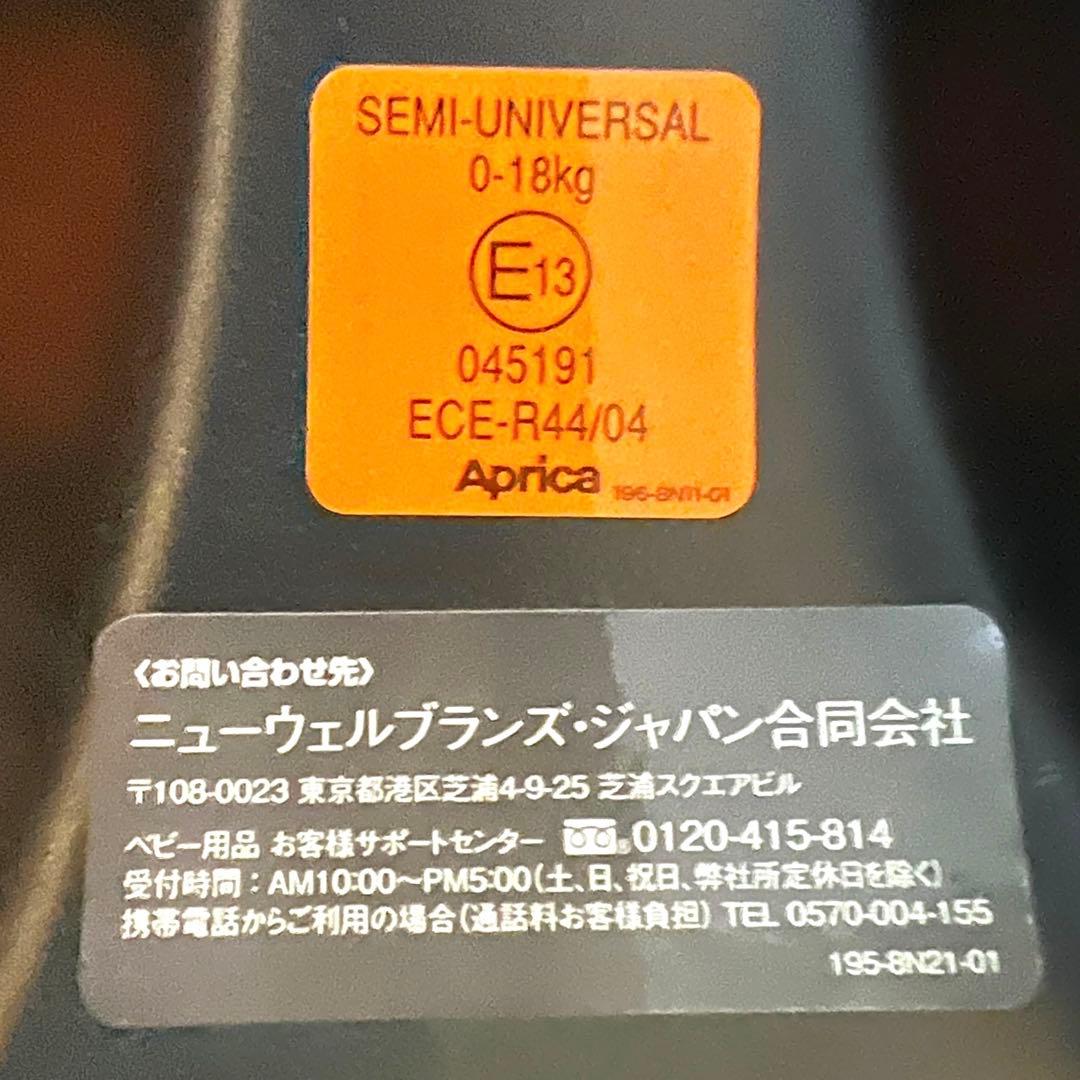 SEMI-UNIVERSAL
0-18kg
E13
045191
ECE-R44/04
Aprica
〈お問い合わせ先〉
ニューウェルブランズ・ジャパン合同会社
〒108-0023 東京都港区芝浦4-9-25 芝浦スクエアビル
ベビー用品 お客様サポートセンター 0120-415-814
受付時間：AM10:00〜PM5:00(土、日、祝日、弊社所定休日を除く)
携帯電話からご利用の場合(通話料お客様負担) TEL 0570-004-155
195-8N21-01